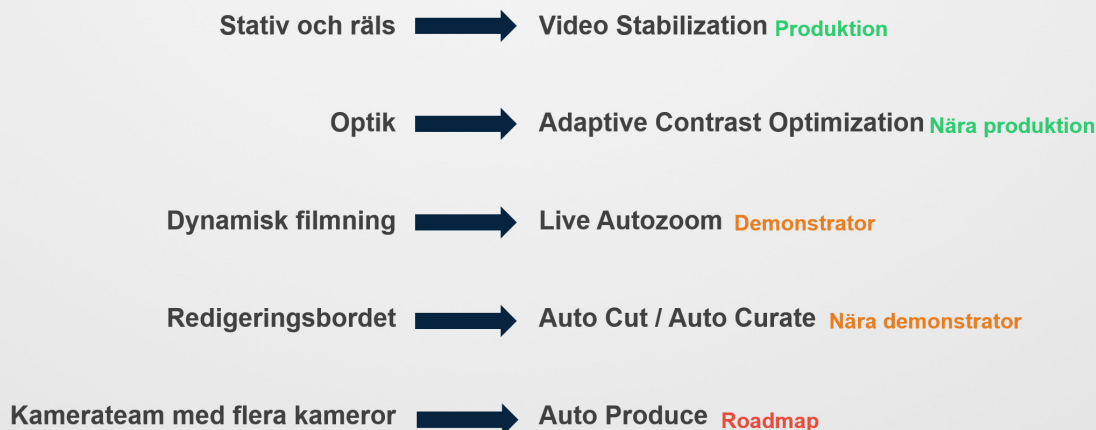 Stativ och räls Video Stabilization Produktion
Optik Adaptive Contrast Optimization Nära produktion
Dynamisk filmning Live Autozoom Demonstrator
Redigeringsbordet Auto Cut / Auto Curate Nära demonstrator
Kamerateam med flera kameror Auto Produce Roadmap